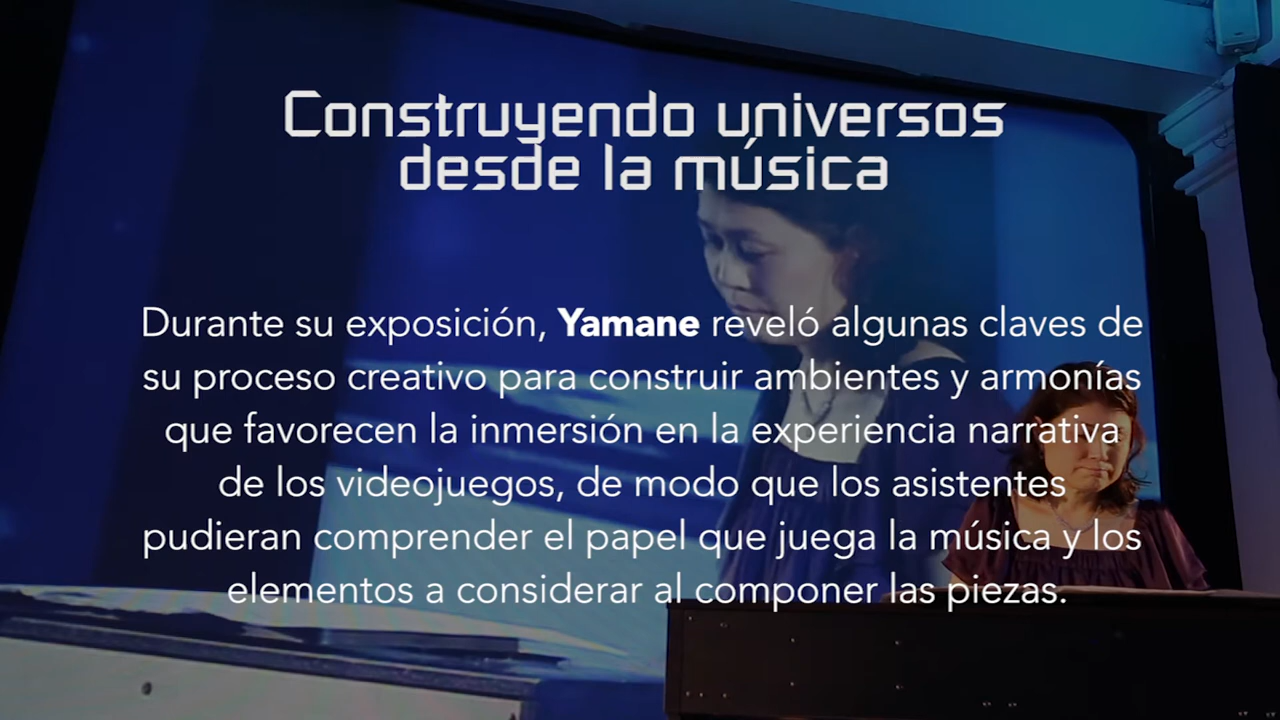 Construyendo universos
desde la música
Durante su exposición, Yamane reveló algunas claves de
su proceso creativo para construir ambientes y armonías
que favorecen la inmersión en la experiencia narrativa
de los videojuegos, de modo que los asistentes
pudieran comprender el papel que juega la música y los
elementos a considerar al componer las piezas.